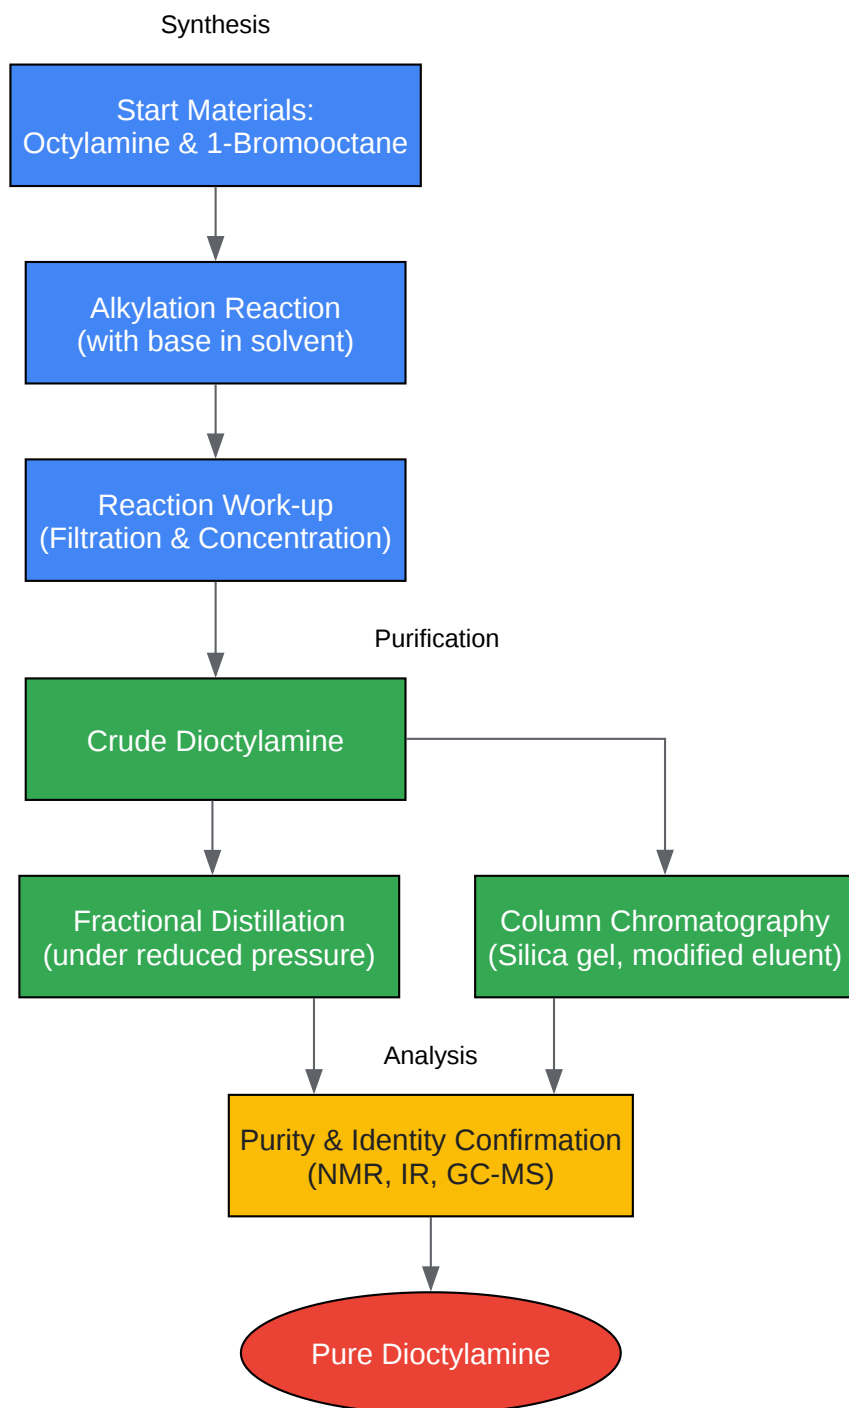 Synthesis
Start Materials:
Octylamine & 1-Bromooctane
Alkylation Reaction
(with base in solvent)
Reaction Work-up
(Filtration & Concentration)
Purification
Crude Dioctylamine
Fractional Distillation
(under reduced pressure)
Column Chromatography
(Silica gel, modified eluent)
Analysis
Purity & Identity Confirmation
(NMR, IR, GC-MS)
Pure Dioctylamine